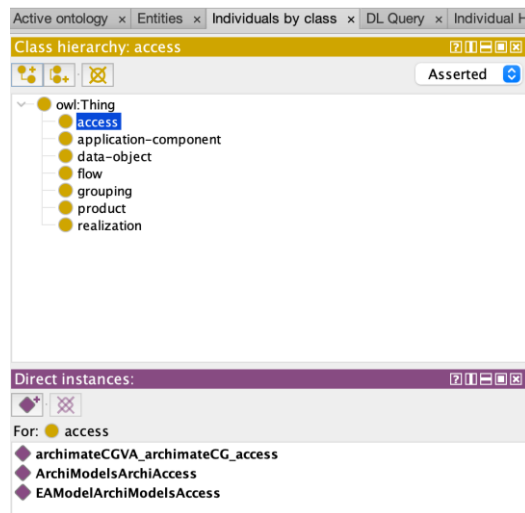 Active ontology × Entities × Individuals by class × DL Query × Individual H
Class hierarchy: access
Asserted
owl:Thing
access
application-component
data-object
flow
grouping
product
realization
Direct instances:
For: access
archimateCGVA_archimateCG_access
ArchiModelsArchiAccess
EAModelArchiModelsAccess